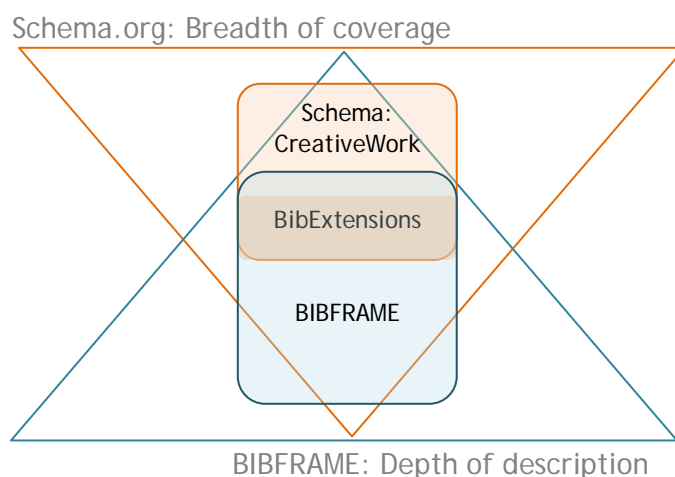 Schema.org: Breadth of coverage
Schema:
CreativeWork
BibExtensions
BIBFRAME
BIBFRAME: Depth of description